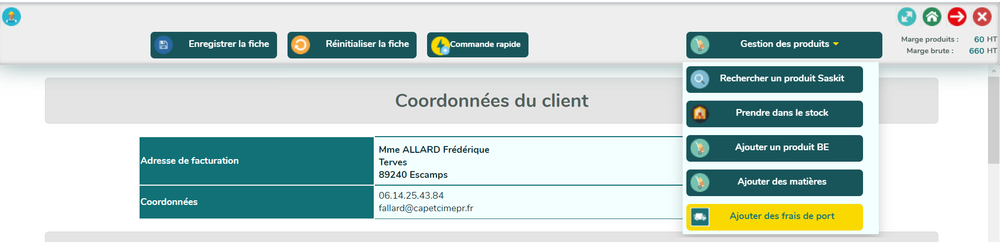 Enregistrer la fiche
Réinitialiser la fiche
Commande rapide
Gestion des produits
Marge produits : 60 HT
Marge brute : 660 HT
Rechercher un produit Saskit
Prendre dans le stock
Ajouter un produit BE
Ajouter des matières
Ajouter des frais de port
Coordonnées du client
Adresse de facturation
Mme ALLARD Frédérique
Terves
89240 Escamps
Coordonnées
06.14.25.43.84
fallard@capetcimepr.fr